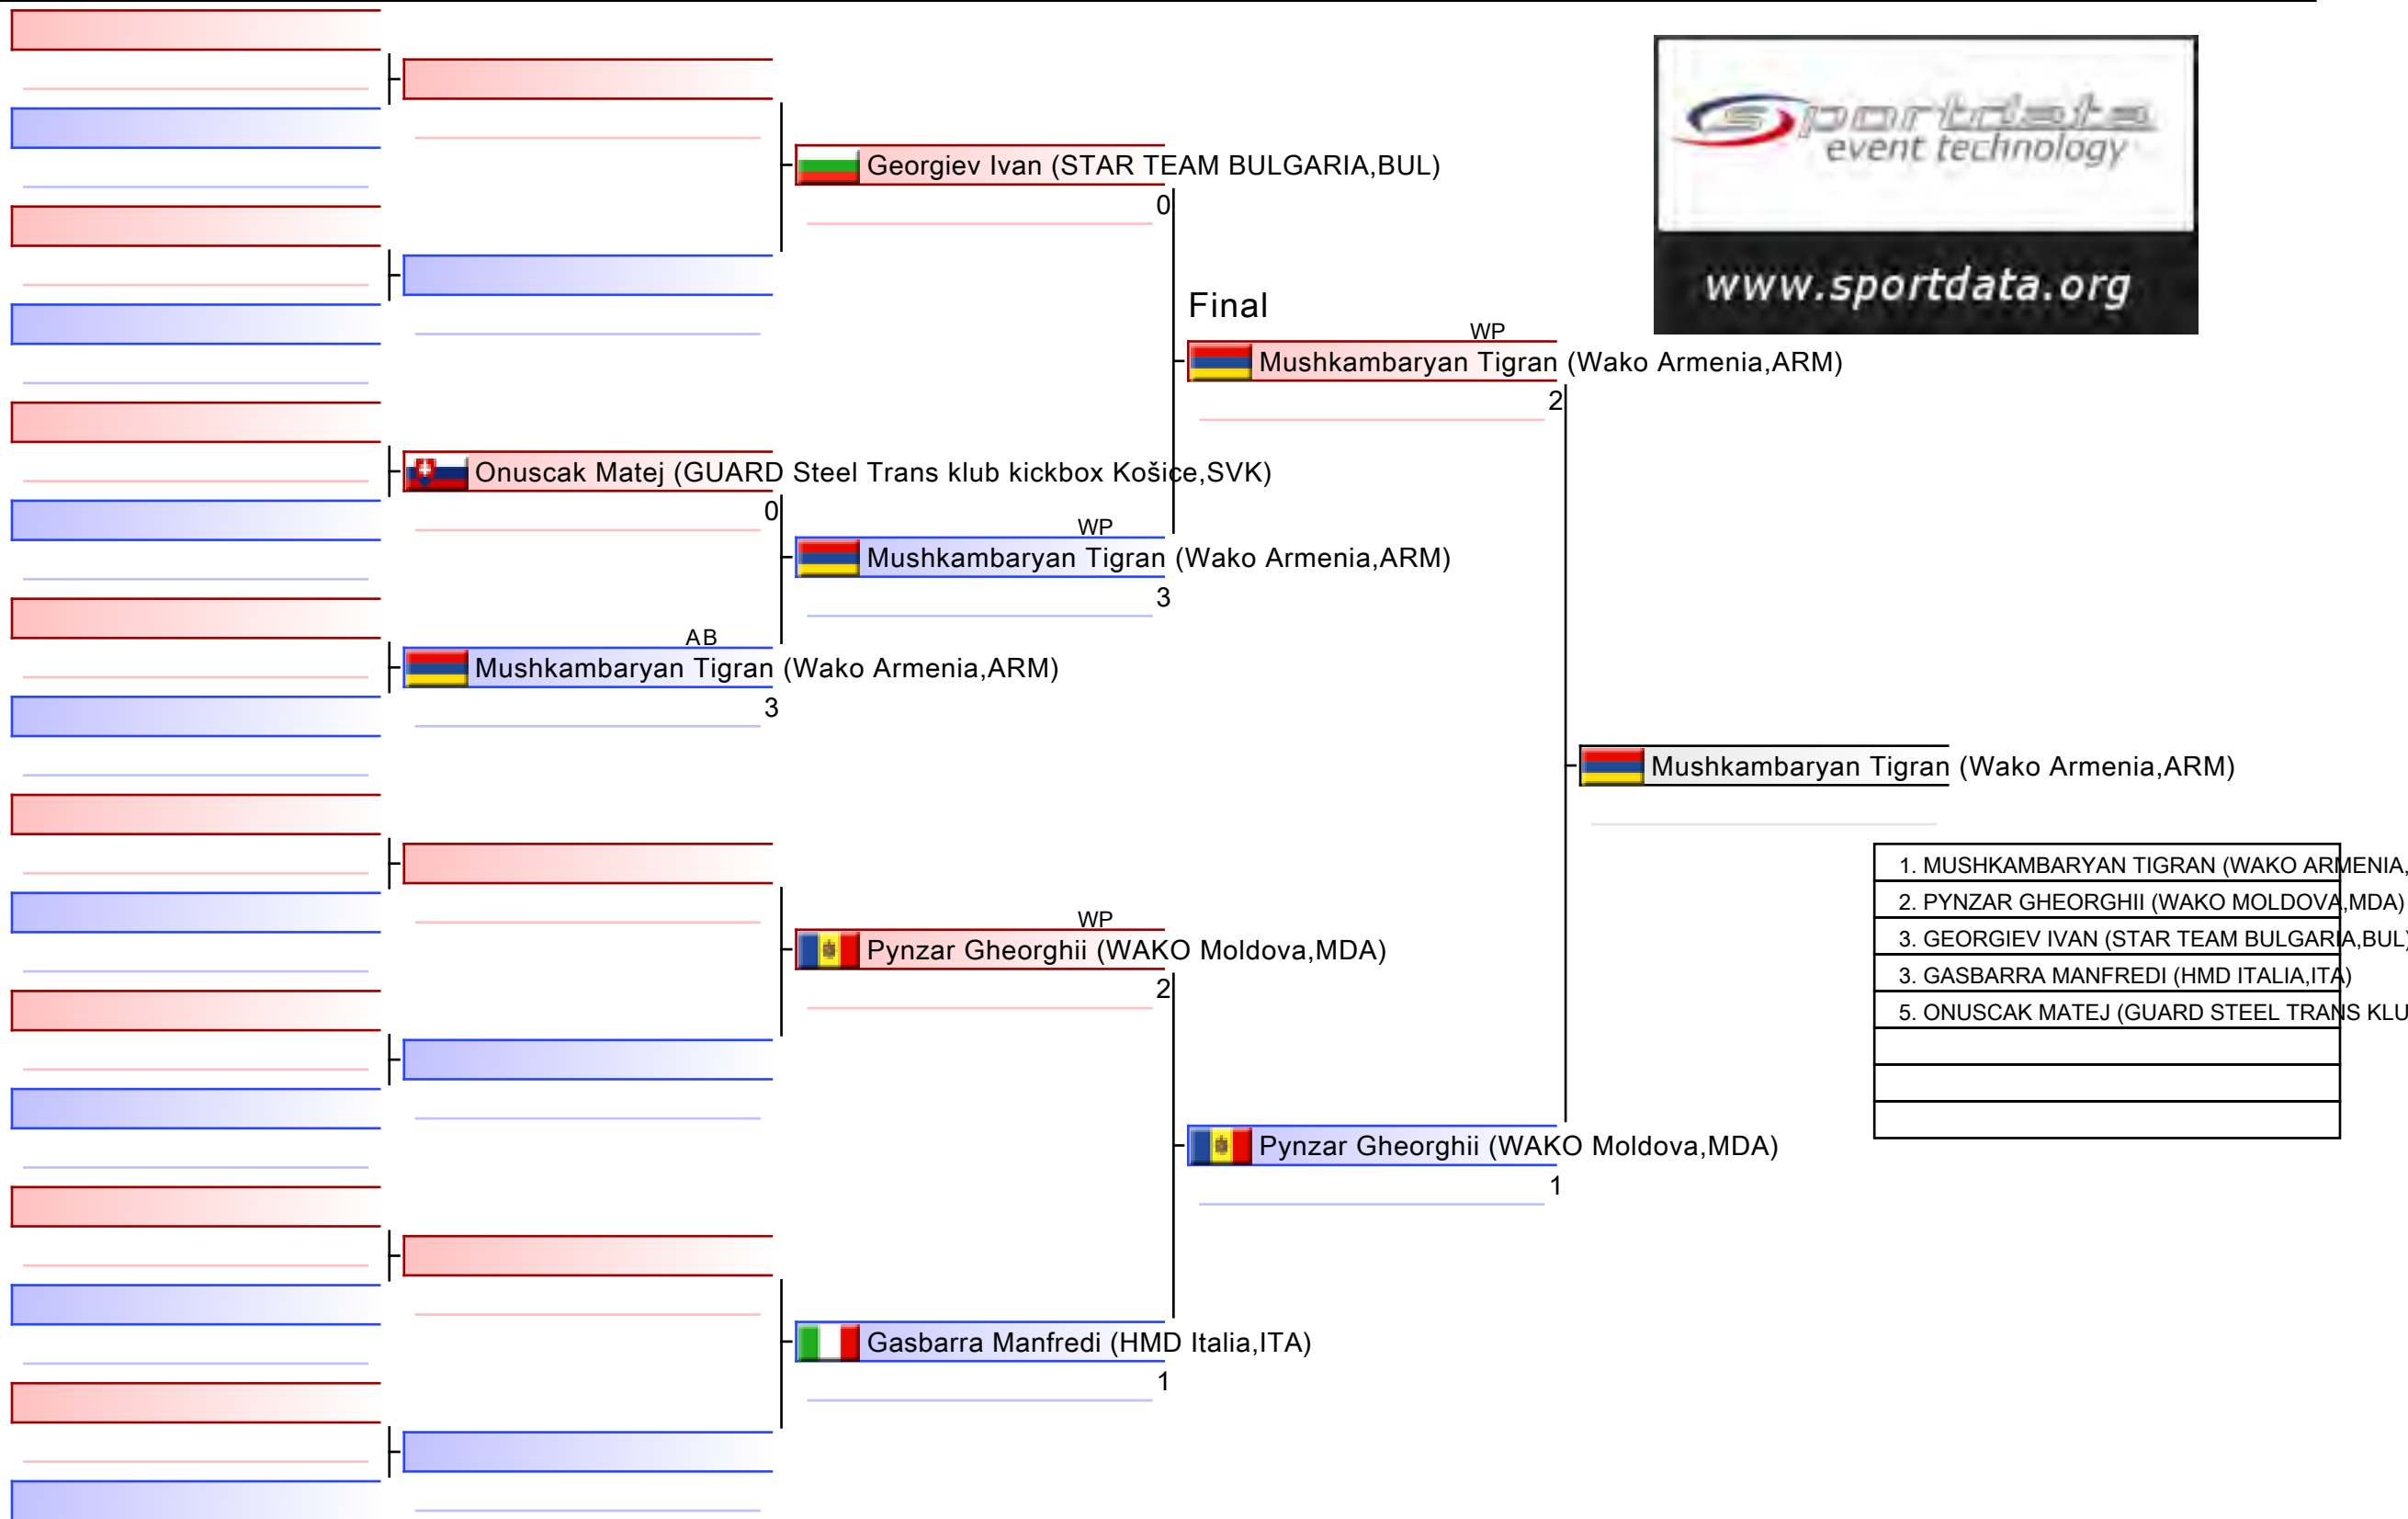 sportdata
event technology
www.sportdata.org
Georgiev Ivan (STAR TEAM BULGARIA,BUL)
0
Final
WP
Mushkambaryan Tigran (Wako Armenia,ARM)
2
Onuscak Matej (GUARD Steel Trans klub kickbox Košice,SVK)
0
WP
Mushkambaryan Tigran (Wako Armenia,ARM)
3
AB
Mushkambaryan Tigran (Wako Armenia,ARM)
3
Mushkambaryan Tigran (Wako Armenia,ARM)
1. MUSHKAMBARYAN TIGRAN (WAKO ARMENIA,
2. PYNZAR GHEORGHII (WAKO MOLDOVA,MDA)
3. GEORGIEV IVAN (STAR TEAM BULGARIA,BUL)
3. GASBARRA MANFREDI (HMD ITALIA,ITA)
5. ONUSCAK MATEJ (GUARD STEEL TRANS KLU
WP
Pynzar Gheorghii (WAKO Moldova,MDA)
2
Pynzar Gheorghii (WAKO Moldova,MDA)
1
Gasbarra Manfredi (HMD Italia,ITA)
1